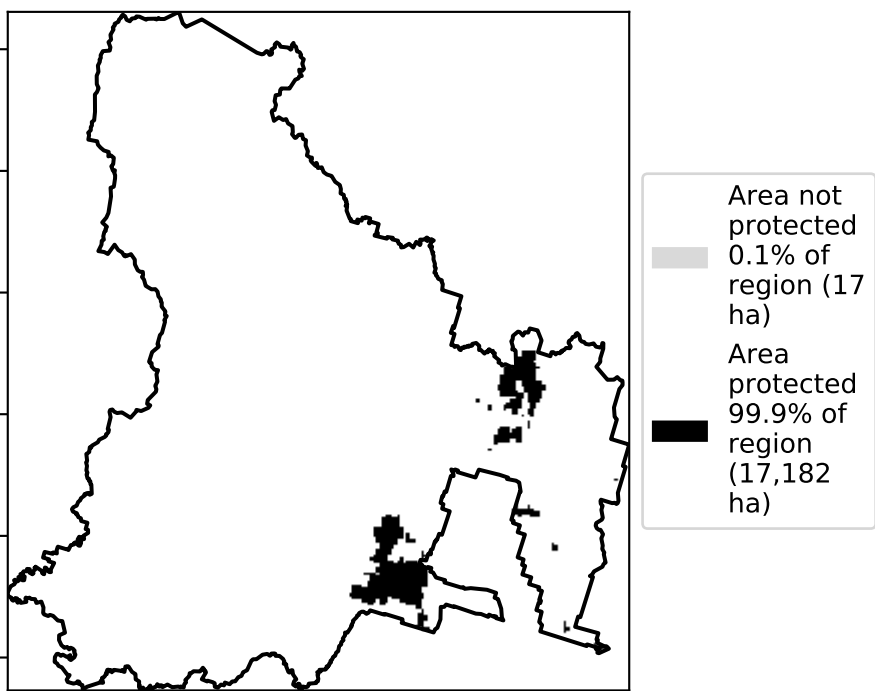 Area not
protected
0.1% of
region (17
ha)
Area
protected
99.9% of
region
(17,182
ha)